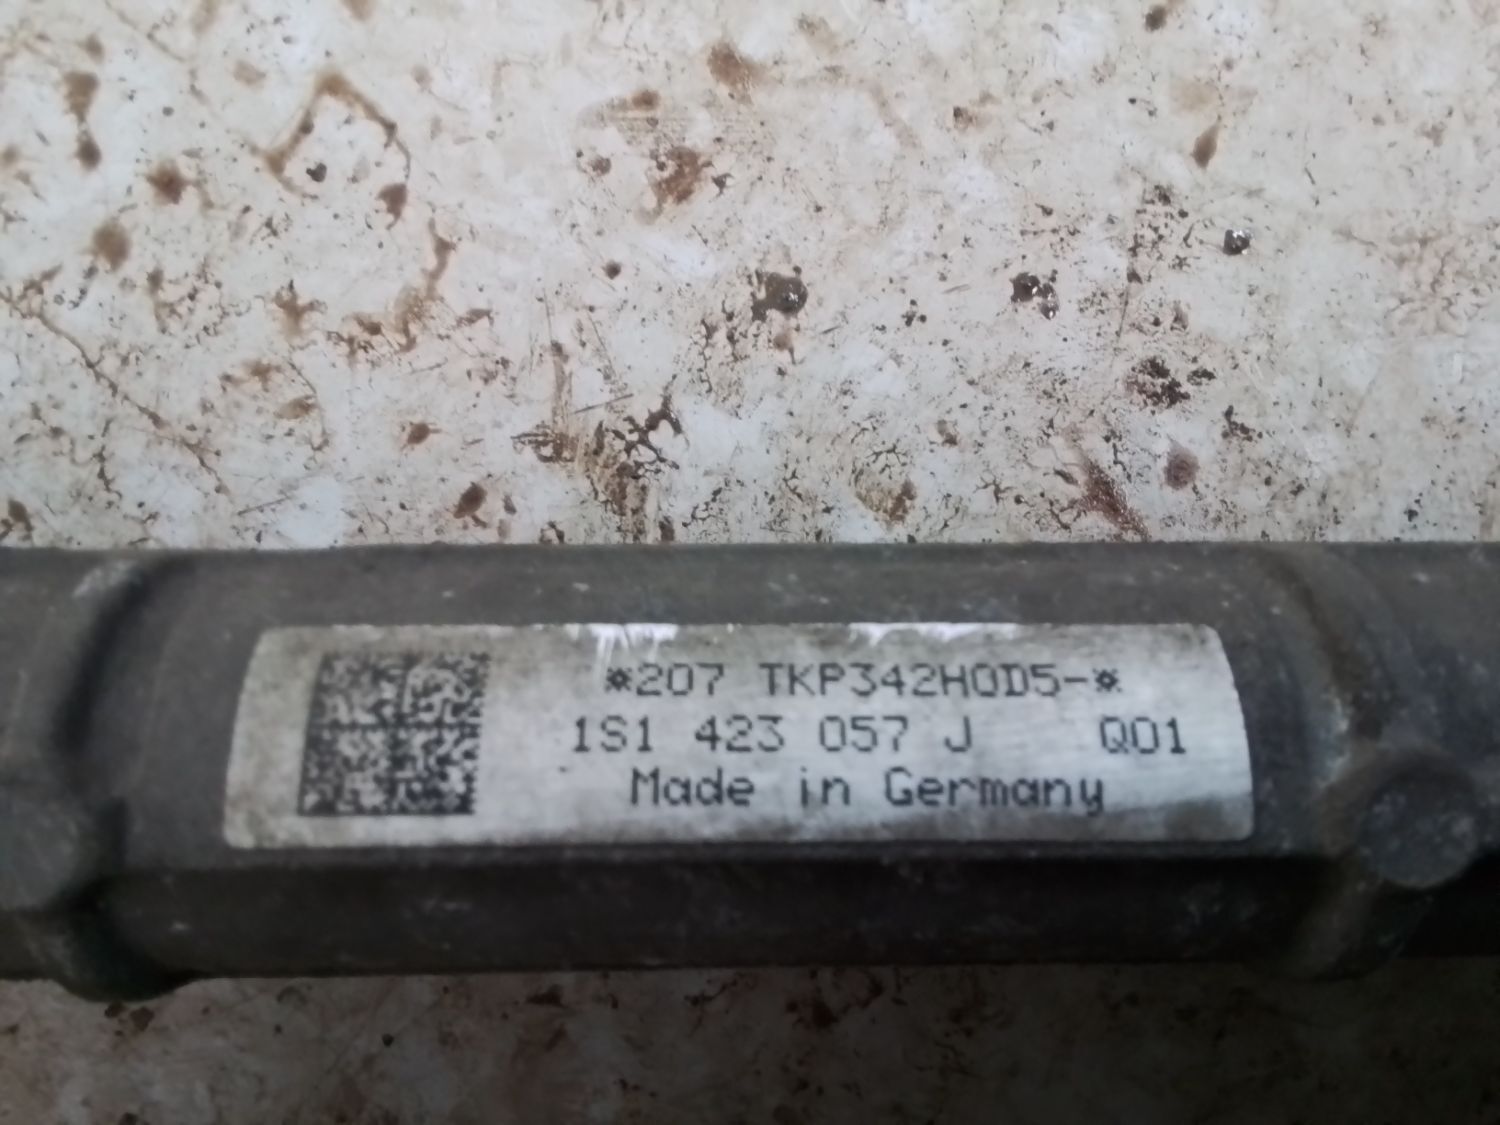 *207 TKP342H0D5-*
1S1 423 057 J Q01
Made in Germany